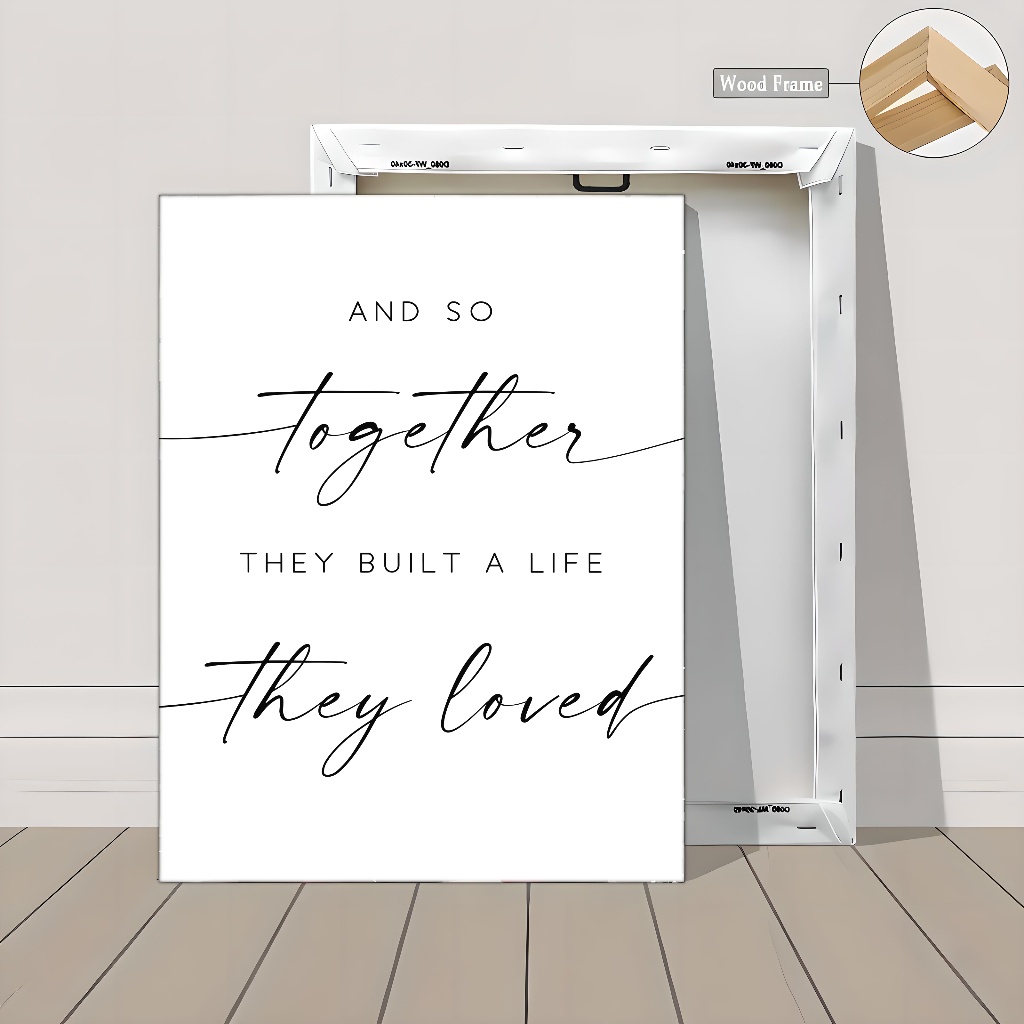 Wood Frame
AND SO
together
THEY BUILT A LIFE
they loved